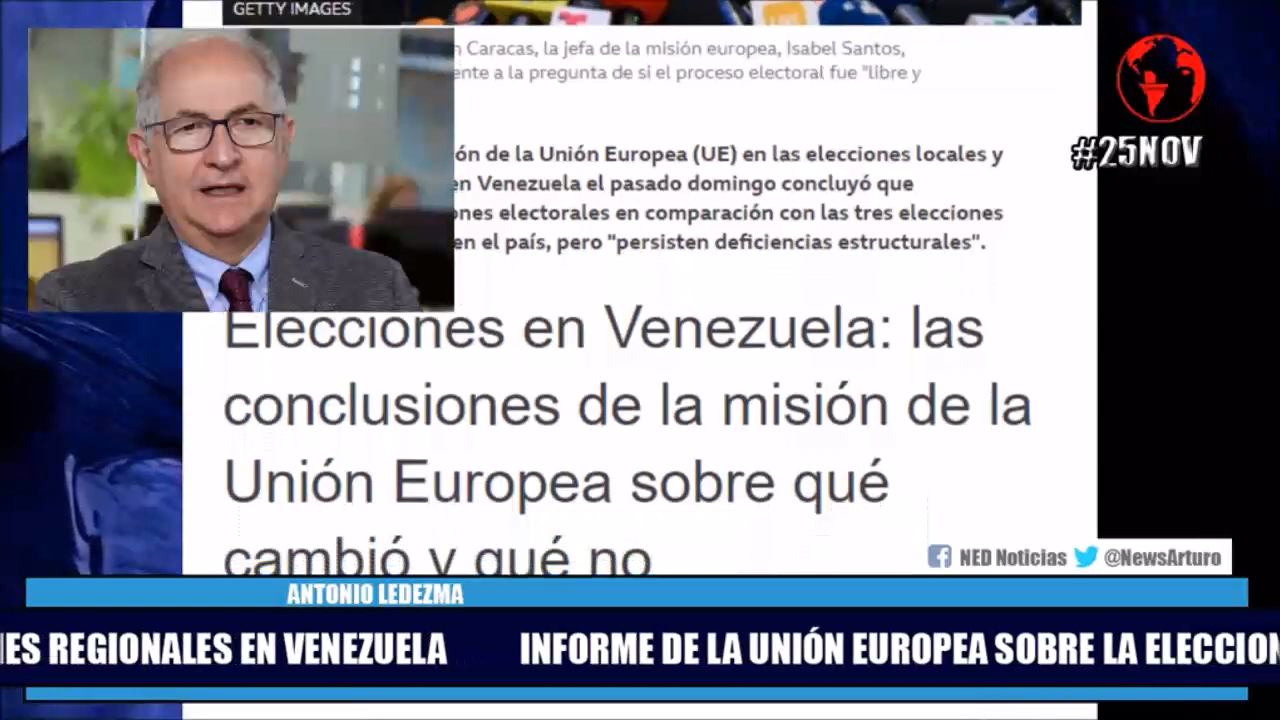 GETTY IMAGES
n Caracas, la jefa de la misión europea, Isabel Santos,
ente a la pregunta de si el proceso electoral fue "libre y
#25NOV
ón de la Unión Europea (UE) en las elecciones locales y
en Venezuela el pasado domingo concluyó que
ones electorales en comparación con las tres elecciones
en el país, pero "persisten deficiencias estructurales".
Elecciones en Venezuela: las
conclusiones de la misión de la
Unión Europea sobre qué
cambió y qué no
NED Noticias @NewsArturo
ANTONIO LEDEZMA
ES REGIONALES EN VENEZUELA INFORME DE LA UNIÓN EUROPEA SOBRE LA ELECCION